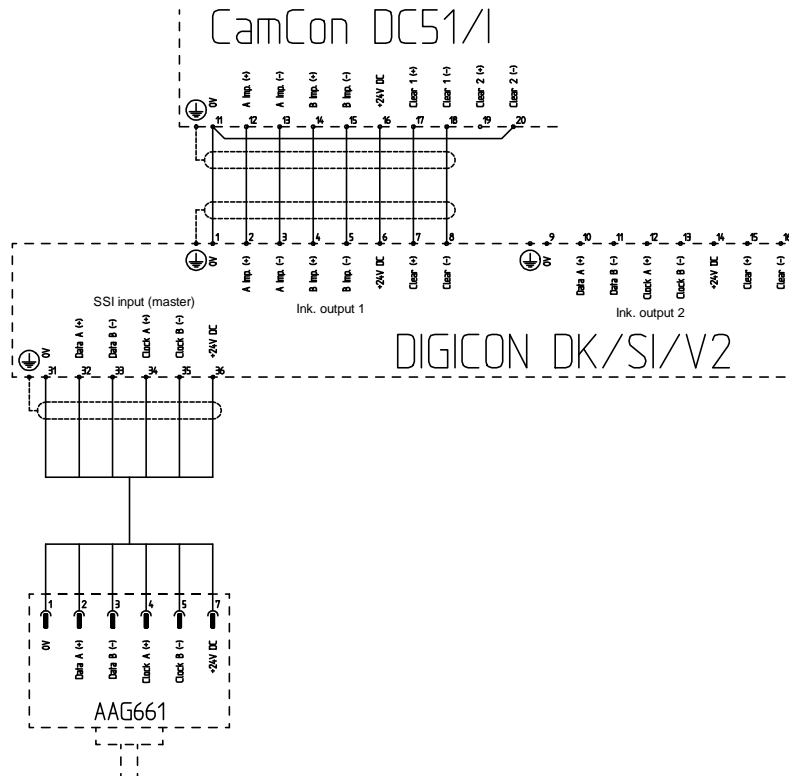 CamCon DC51/I
0V
A Imp. (+)
A Imp. (-)
B Imp. (+)
B Imp. (-)
+24V DC
Clear 1 (+)
Clear 1 (-)
Clear 2 (+)
Clear 2 (-)
11 12 13 14 15 16 17 18 19 20
1 2 3 4 5 6 7 8 9 10 11 12 13 14 15 16
0V
A Imp. (+)
A Imp. (-)
B Imp. (+)
B Imp. (-)
+24V DC
Clear (+)
Clear (-)
0V
Data A (+)
Data B (-)
Clock A (+)
Clock B (-)
+24V DC
Clear (+)
Clear (-)
SSI input (master)
Ink. output 1
Ink. output 2
DIGICON DK/SI/V2
0V
Data A (+)
Data B (-)
Clock A (+)
Clock B (-)
+24V DC
31 32 33 34 35 36
1 2 3 4 5 7
0V
Data A (+)
Data B (-)
Clock A (+)
Clock B (-)
+24V DC
AAG661